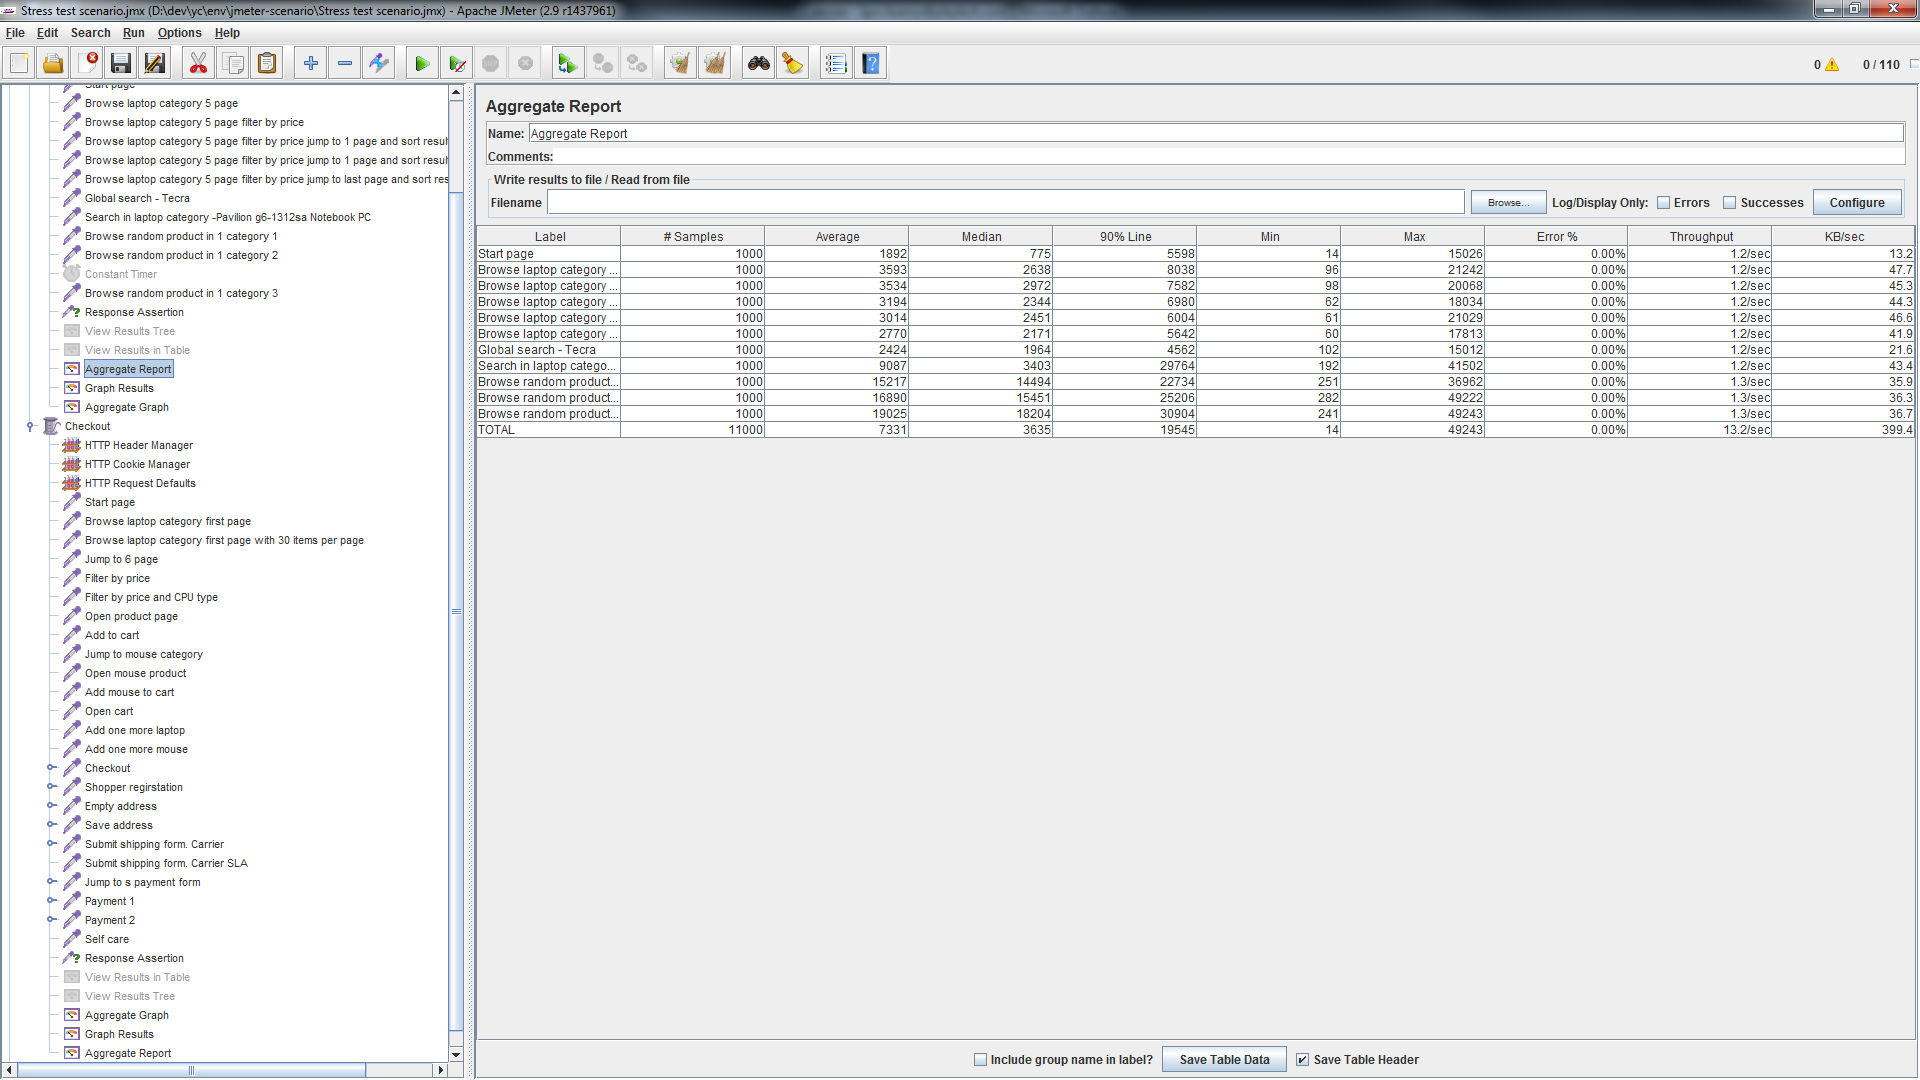 Stress test scenario.jmx (D:\dev\yc\env\jmeter-scenario\Stress test scenario.jmx) - Apache JMeter (2.9 r1437961)
File Edit Search Run Options Help
0 0 / 110
Start page
Browse laptop category 5 page
Browse laptop category 5 page filter by price
Browse laptop category 5 page filter by price jump to 1 page and sort resul
Browse laptop category 5 page filter by price jump to 1 page and sort resul
Browse laptop category 5 page filter by price jump to last page and sort res
Global search - Tecra
Search in laptop category -Pavilion g6-1312sa Notebook PC
Browse random product in 1 category 1
Browse random product in 1 category 2
Constant Timer
Browse random product in 1 category 3
Response Assertion
View Results Tree
View Results in Table
Aggregate Report
Graph Results
Aggregate Graph
Checkout
HTTP Header Manager
HTTP Cookie Manager
HTTP Request Defaults
Start page
Browse laptop category first page
Browse laptop category first page with 30 items per page
Jump to 6 page
Filter by price
Filter by price and CPU type
Open product page
Add to cart
Jump to mouse category
Open mouse product
Add mouse to cart
Open cart
Add one more laptop
Add one more mouse
Checkout
Shopper regirstation
Empty address
Save address
Submit shipping form. Carrier
Submit shipping form. Carrier SLA
Jump to s payment form
Payment 1
Payment 2
Self care
Response Assertion
View Results in Table
View Results Tree
Aggregate Graph
Graph Results
Aggregate Report
Aggregate Report
Name: Aggregate Report
Comments:
Write results to file / Read from file
Filename Browse... Log/Display Only: Errors Successes Configure
Label # Samples Average Median 90% Line Min Max Error % Throughput KB/sec
Start page 1000 1892 775 5598 14 15026 0.00% 1.2/sec 13.2
Browse laptop category ... 1000 3593 2638 8038 96 21242 0.00% 1.2/sec 47.7
Browse laptop category ... 1000 3534 2972 7582 98 20068 0.00% 1.2/sec 45.3
Browse laptop category ... 1000 3194 2344 6980 62 18034 0.00% 1.2/sec 44.3
Browse laptop category ... 1000 3014 2451 6004 61 21029 0.00% 1.2/sec 46.6
Browse laptop category ... 1000 2770 2171 5642 60 17813 0.00% 1.2/sec 41.9
Global search - Tecra 1000 2424 1964 4562 102 15012 0.00% 1.2/sec 21.6
Search in laptop catego... 1000 9087 3403 29764 192 41502 0.00% 1.2/sec 43.4
Browse random product... 1000 15217 14494 22734 251 36962 0.00% 1.3/sec 35.9
Browse random product... 1000 16890 15451 25206 282 49222 0.00% 1.3/sec 36.3
Browse random product... 1000 19025 18204 30904 241 49243 0.00% 1.3/sec 36.7
TOTAL 11000 7331 3635 19545 14 49243 0.00% 13.2/sec 399.4
Include group name in label? Save Table Data Save Table Header